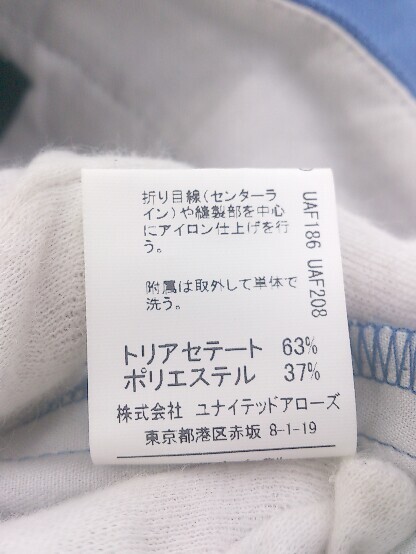 折り目線(センターラ
イン)や縫製部を中心
にアイロン仕上げを行
う。
附属は取外して単体で
洗う。
UAF186 UAF208
トリアセテート 63%
ポリエステル 37%
株式会社 ユナイテッドアローズ
東京都港区赤坂 8-1-19